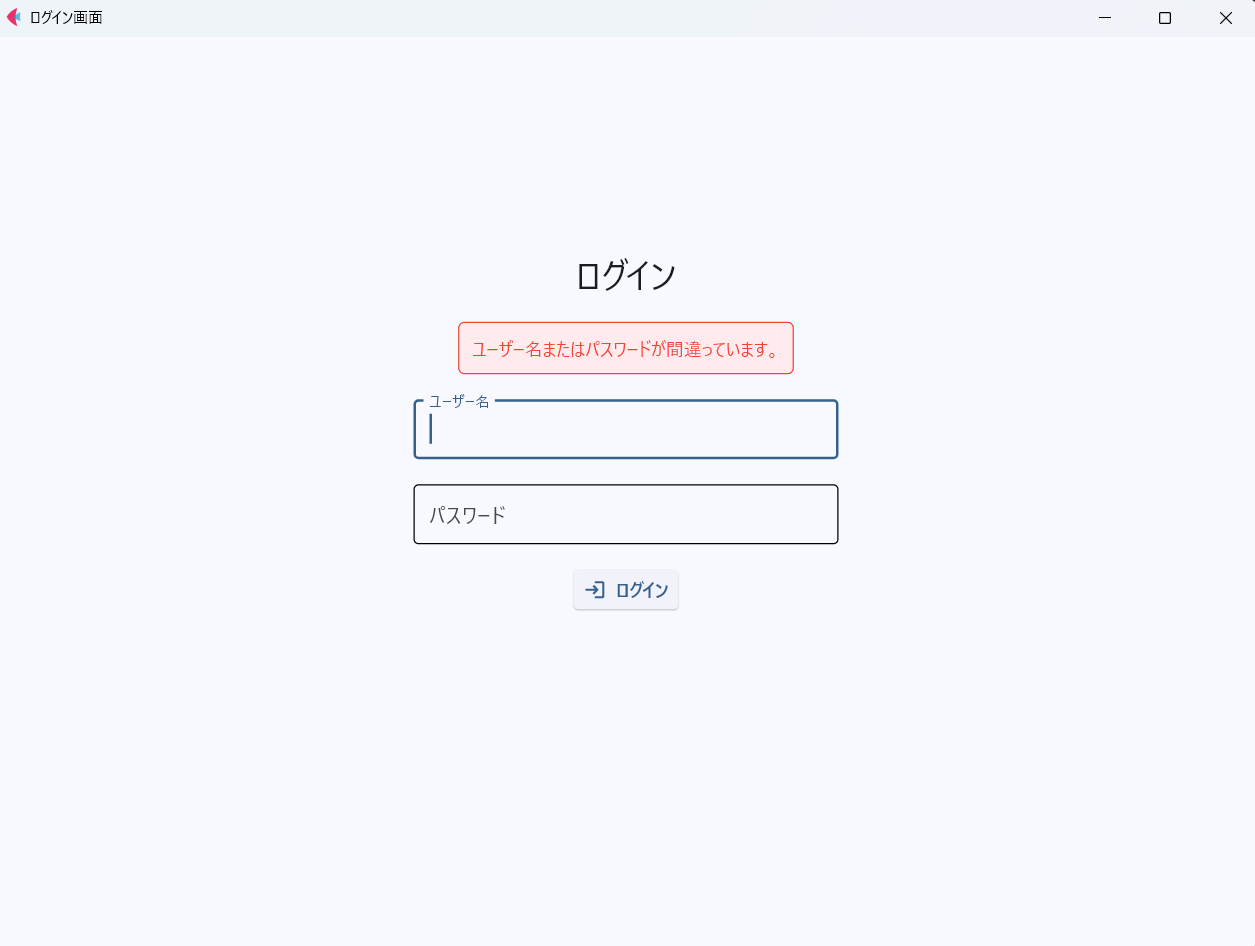 ログイン画面
ログイン
ユーザー名またはパスワードが間違っています。
ユーザー名
パスワード
ログイン